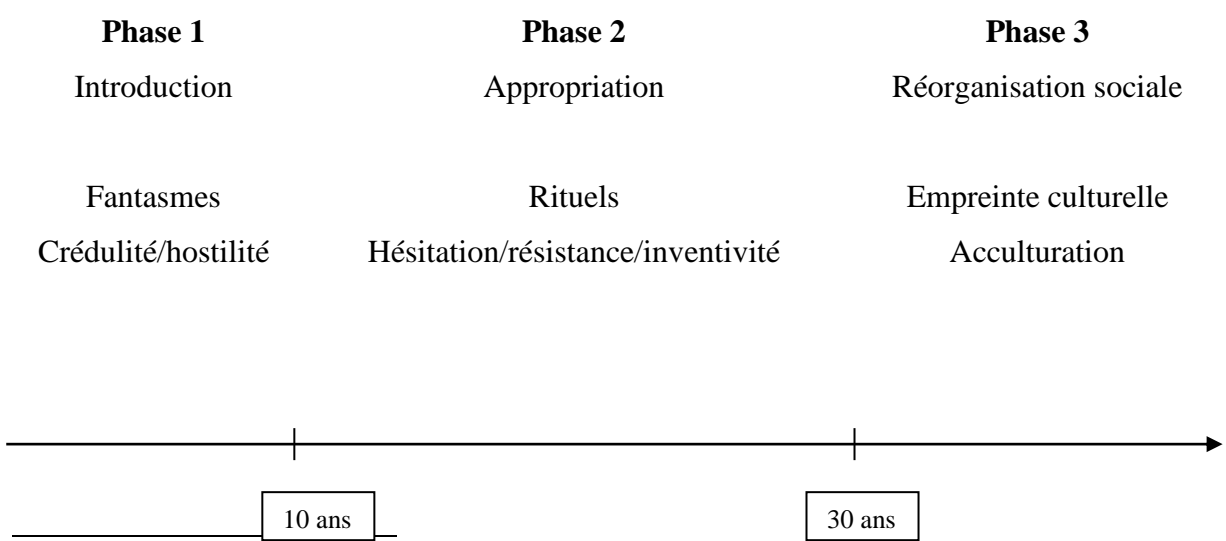 Phase 1 Phase 2 Phase 3
Introduction Appropriation Réorganisation sociale
Fantasmes Rituels Empreinte culturelle
Crédulité/hostilité Hésitation/résistance/inventivité Acculturation
10 ans 30 ans